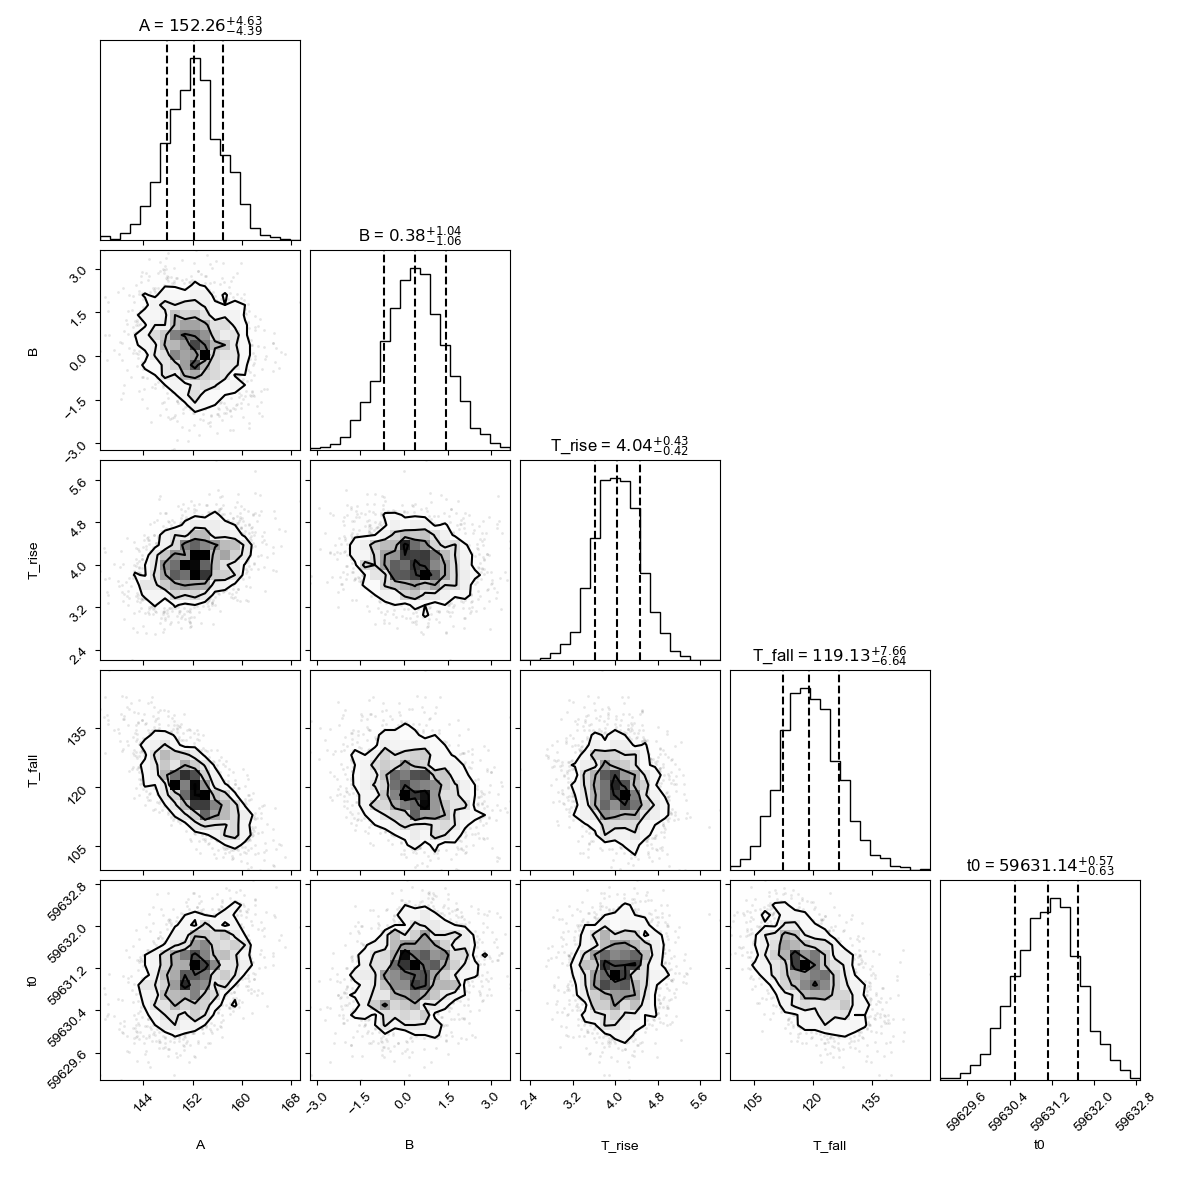 A = 152.26+4.63−4.39
B = 0.38+1.04−1.06
T_rise = 4.04+0.43−0.42
T_fall = 119.13+7.66−6.64
t0 = 59631.14+0.57−0.63
B
3.0
1.5
0.0
−1.5
−3.0
T_rise
5.6
4.8
4.0
3.2
2.4
T_fall
135
120
105
t0
59632.8
59632.0
59631.2
59630.4
59629.6
144
152
160
168
−3.0
−1.5
0.0
1.5
3.0
2.4
3.2
4.0
4.8
5.6
105
120
135
59629.6
59630.4
59631.2
59632.0
59632.8
A
B
T_rise
T_fall
t0